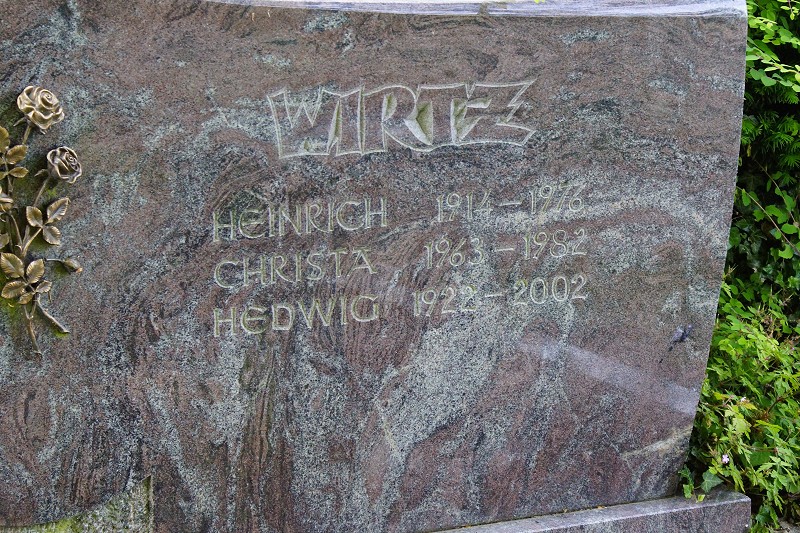 WIRTZ
HEINRICH 1914 – 1976
CHRISTA 1963 – 1982
HEDWIG 1922 – 2002